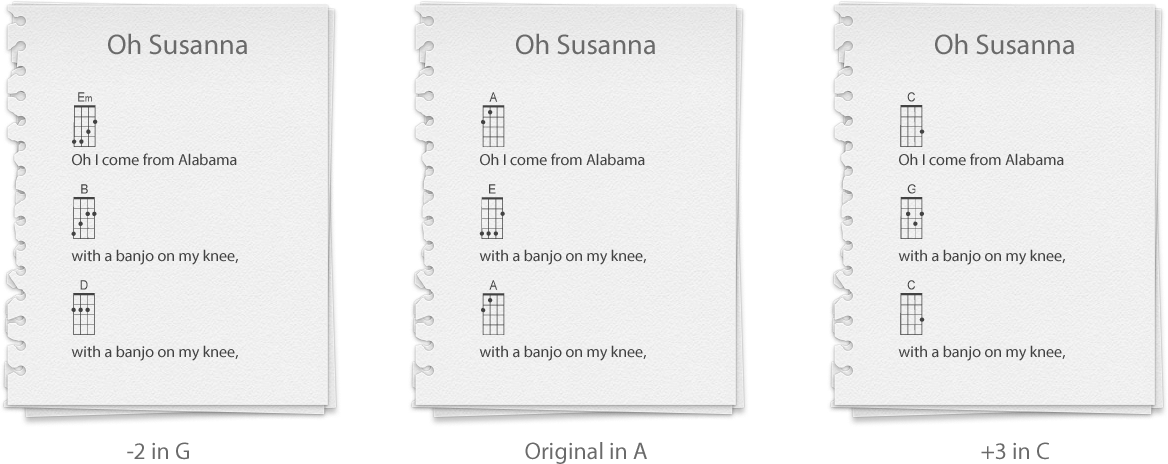 Oh Susanna
Em
Oh I come from Alabama
B
with a banjo on my knee,
D
with a banjo on my knee,
-2 in G
Oh Susanna
A
Oh I come from Alabama
E
with a banjo on my knee,
A
with a banjo on my knee,
Original in A
Oh Susanna
C
Oh I come from Alabama
G
with a banjo on my knee,
C
with a banjo on my knee,
+3 in C